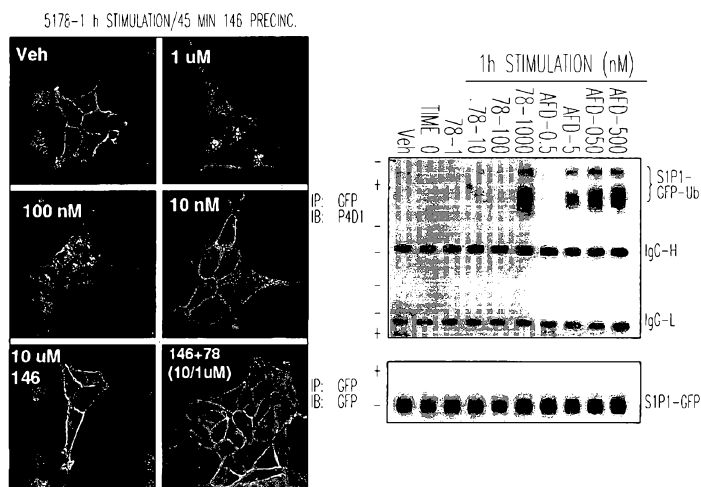 5178-1 h STIMULATION/45 MIN 146 PRECINC.
Veh
1 uM
100 nM
10 nM
10 uM
146
146+78
(10/1uM)
1h STIMULATION (nM)
Veh
TIME 0
78-1
78-10
78-100
78-1000
AFD-0.5
AFD-5
AFD-050
AFD-500
IP: GFP
IB: P4D1
S1P1-
GFP-Ub
IgC-H
IgC-L
IP: GFP
IB: GFP
S1P1-GFP